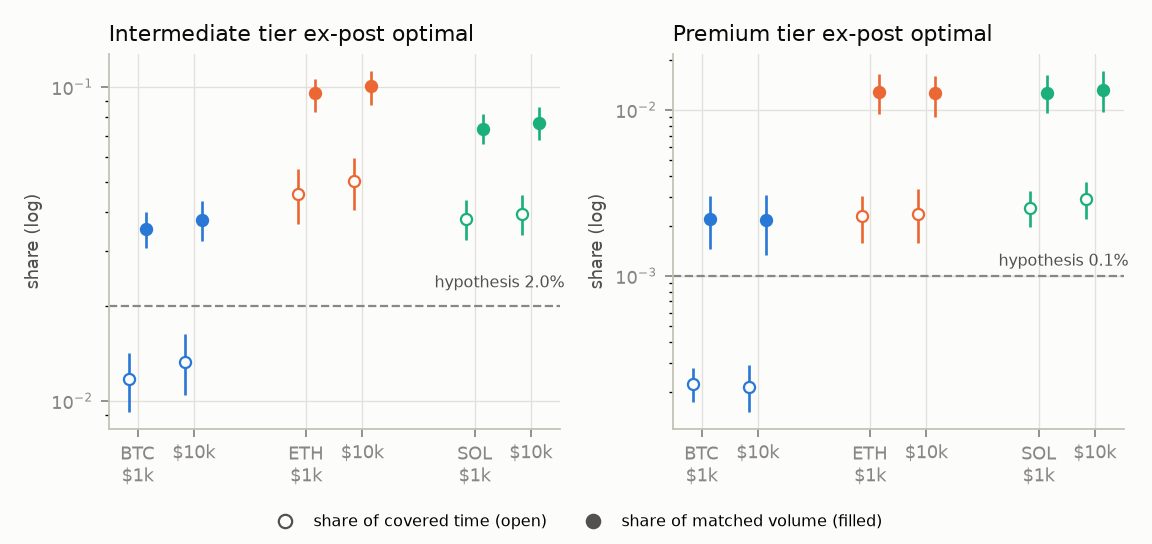 Intermediate tier ex-post optimal
share (log)
10⁻¹
10⁻²
hypothesis 2.0%
BTC $10k ETH $10k SOL $10k
$1k $1k $1k
Premium tier ex-post optimal
share (log)
10⁻²
10⁻³
hypothesis 0.1%
BTC $10k ETH $10k SOL $10k
$1k $1k $1k
share of covered time (open) share of matched volume (filled)